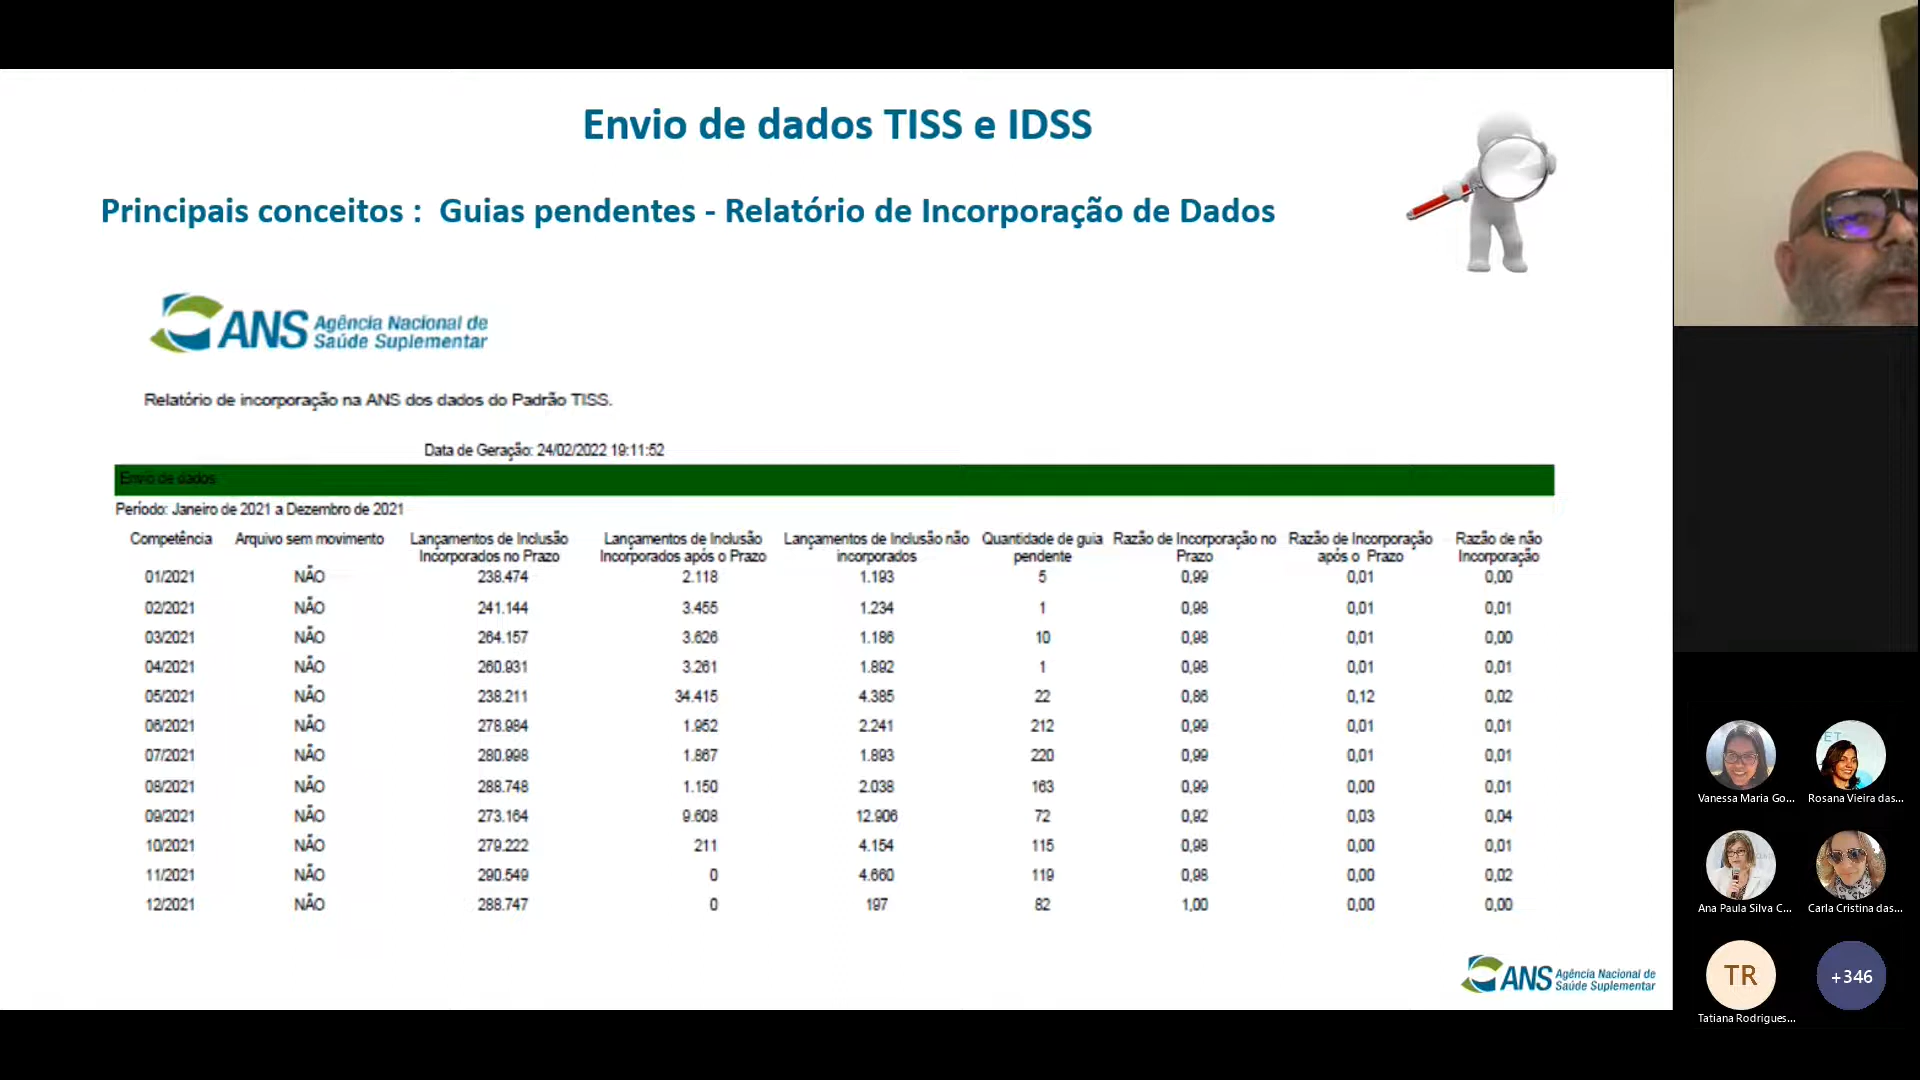 Envio de dados TISS e IDSS
Principais conceitos : Guias pendentes - Relatório de Incorporação de Dados
ANS Agência Nacional de
Saúde Suplementar
Relatório de incorporação na ANS dos dados do Padrão TISS.
Data de Geração: 24/02/2022 19:11:52
Envio de dados
Período: Janeiro de 2021 a Dezembro de 2021
Competência Arquivo sem movimento Lançamentos de Inclusão Lançamentos de Inclusão Lançamentos de Inclusão não Quantidade de guia Razão de Incorporação no Razão de Incorporação Razão de não
Incorporados no Prazo Incorporados após o Prazo incorporados pendente Prazo após o Prazo Incorporação
01/2021 NÃO 238.474 2.118 1.193 5 0,99 0,01 0,00
02/2021 NÃO 241.144 3.455 1.234 1 0,98 0,01 0,01
03/2021 NÃO 264.157 3.626 1.186 10 0,98 0,01 0,00
04/2021 NÃO 260.931 3.261 1.892 1 0,98 0,01 0,01
05/2021 NÃO 238.211 34.415 4.385 22 0,86 0,12 0,02
06/2021 NÃO 278.984 1.952 2.241 212 0,99 0,01 0,01
07/2021 NÃO 280.998 1.867 1.893 220 0,99 0,01 0,01
08/2021 NÃO 288.748 1.150 2.038 163 0,99 0,00 0,01
09/2021 NÃO 273.164 9.608 12.906 72 0,92 0,03 0,04
10/2021 NÃO 279.222 211 4.154 115 0,98 0,00 0,01
11/2021 NÃO 290.549 0 4.660 119 0,98 0,00 0,02
12/2021 NÃO 288.747 0 197 82 1,00 0,00 0,00
ANS Agência Nacional de
Saúde Suplementar
Vanessa Maria Go... Rosana Vieira das...
Ana Paula Silva C... Carla Cristina das...
TR +346
Tatiana Rodrigues...